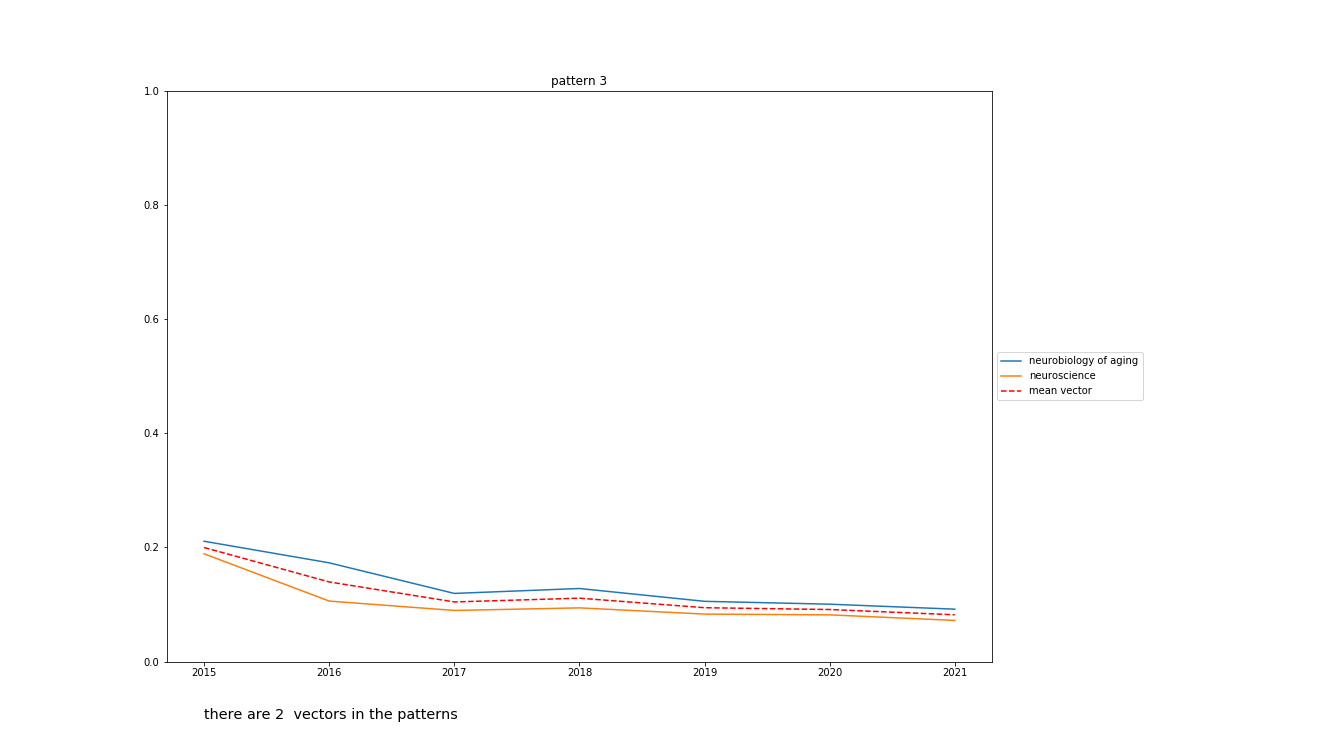 pattern 3
1.0
0.8
0.6
0.4
0.2
0.0
2015 2016 2017 2018 2019 2020 2021
neurobiology of aging
neuroscience
mean vector
there are 2  vectors in the patterns